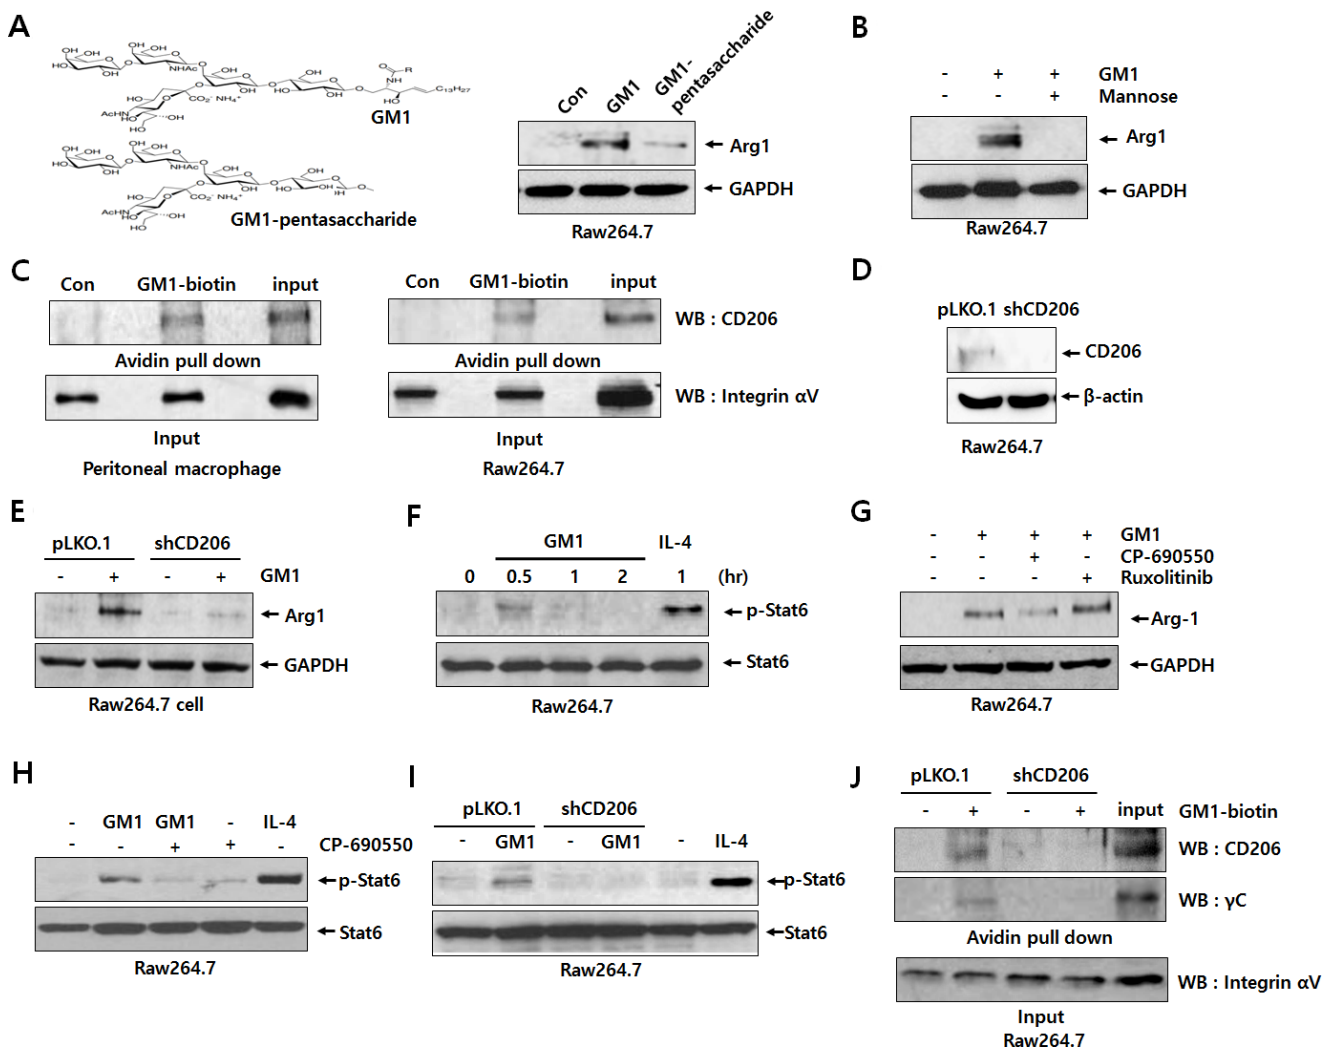 A
GM1
GM1-pentasaccharide
Con
GM1
GM1-
pentasaccharide
Arg1
GAPDH
Raw264.7
B
- + + GM1
- - + Mannose
Arg1
GAPDH
Raw264.7
C
Con GM1-biotin input
Avidin pull down
Input
Peritoneal macrophage
Con GM1-biotin input
WB : CD206
Avidin pull down
WB : Integrin αV
Input
Raw264.7
D
pLKO.1 shCD206
CD206
β-actin
Raw264.7
E
pLKO.1 shCD206
- + - + GM1
Arg1
GAPDH
Raw264.7 cell
F
GM1 IL-4
0 0.5 1 2 1 (hr)
p-Stat6
Stat6
Raw264.7
G
- + + + GM1
- - + - CP-690550
- - - + Ruxolitinib
Arg-1
GAPDH
Raw264.7
H
- GM1 GM1 - IL-4
- - + + - CP-690550
p-Stat6
Stat6
Raw264.7
I
pLKO.1 shCD206
- GM1 - GM1 - IL-4
p-Stat6
Stat6
Raw264.7
J
pLKO.1 shCD206
- + - + input GM1-biotin
WB : CD206
WB : γC
Avidin pull down
WB : Integrin αV
Input
Raw264.7